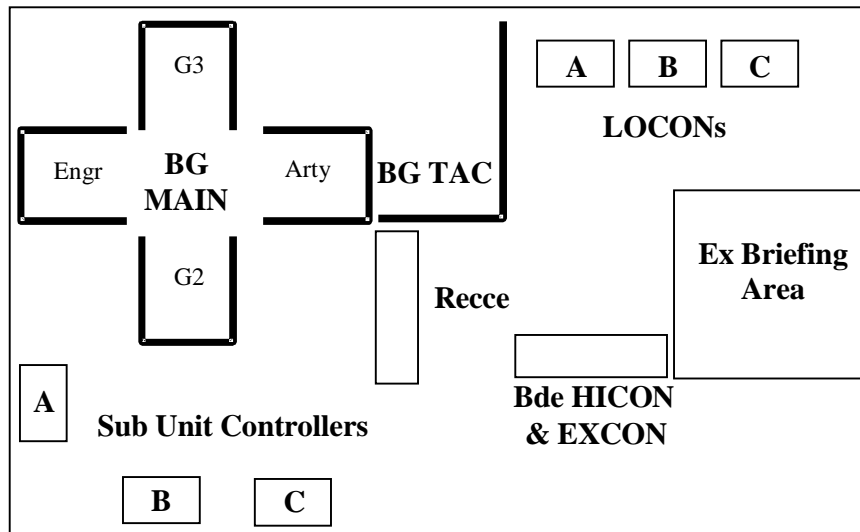 G3
A
B
C
LOCONs
Engr
BG
MAIN
Arty
BG TAC
G2
Recce
Ex Briefing
Area
A
Sub Unit Controllers
Bde HICON
& EXCON
B
C